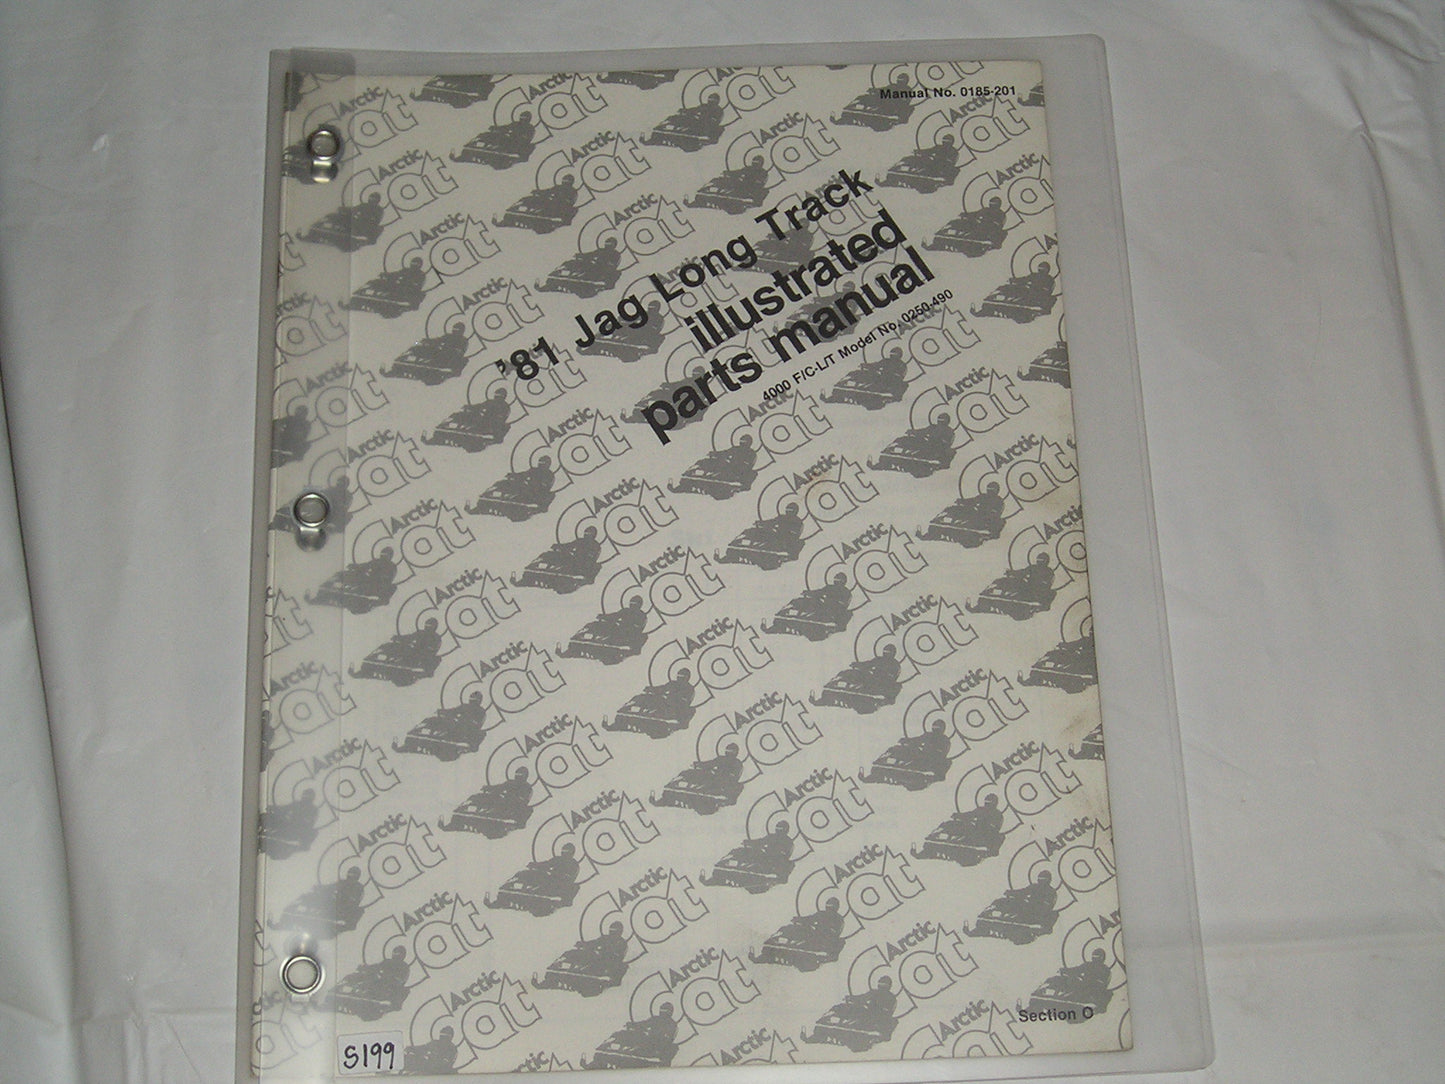 Manual No. 0185-201
'81 Jag Long Track
illustrated
parts manual
4000 F/C-L/T Model No. 0250-490
Arctic Cat
Section O
S199